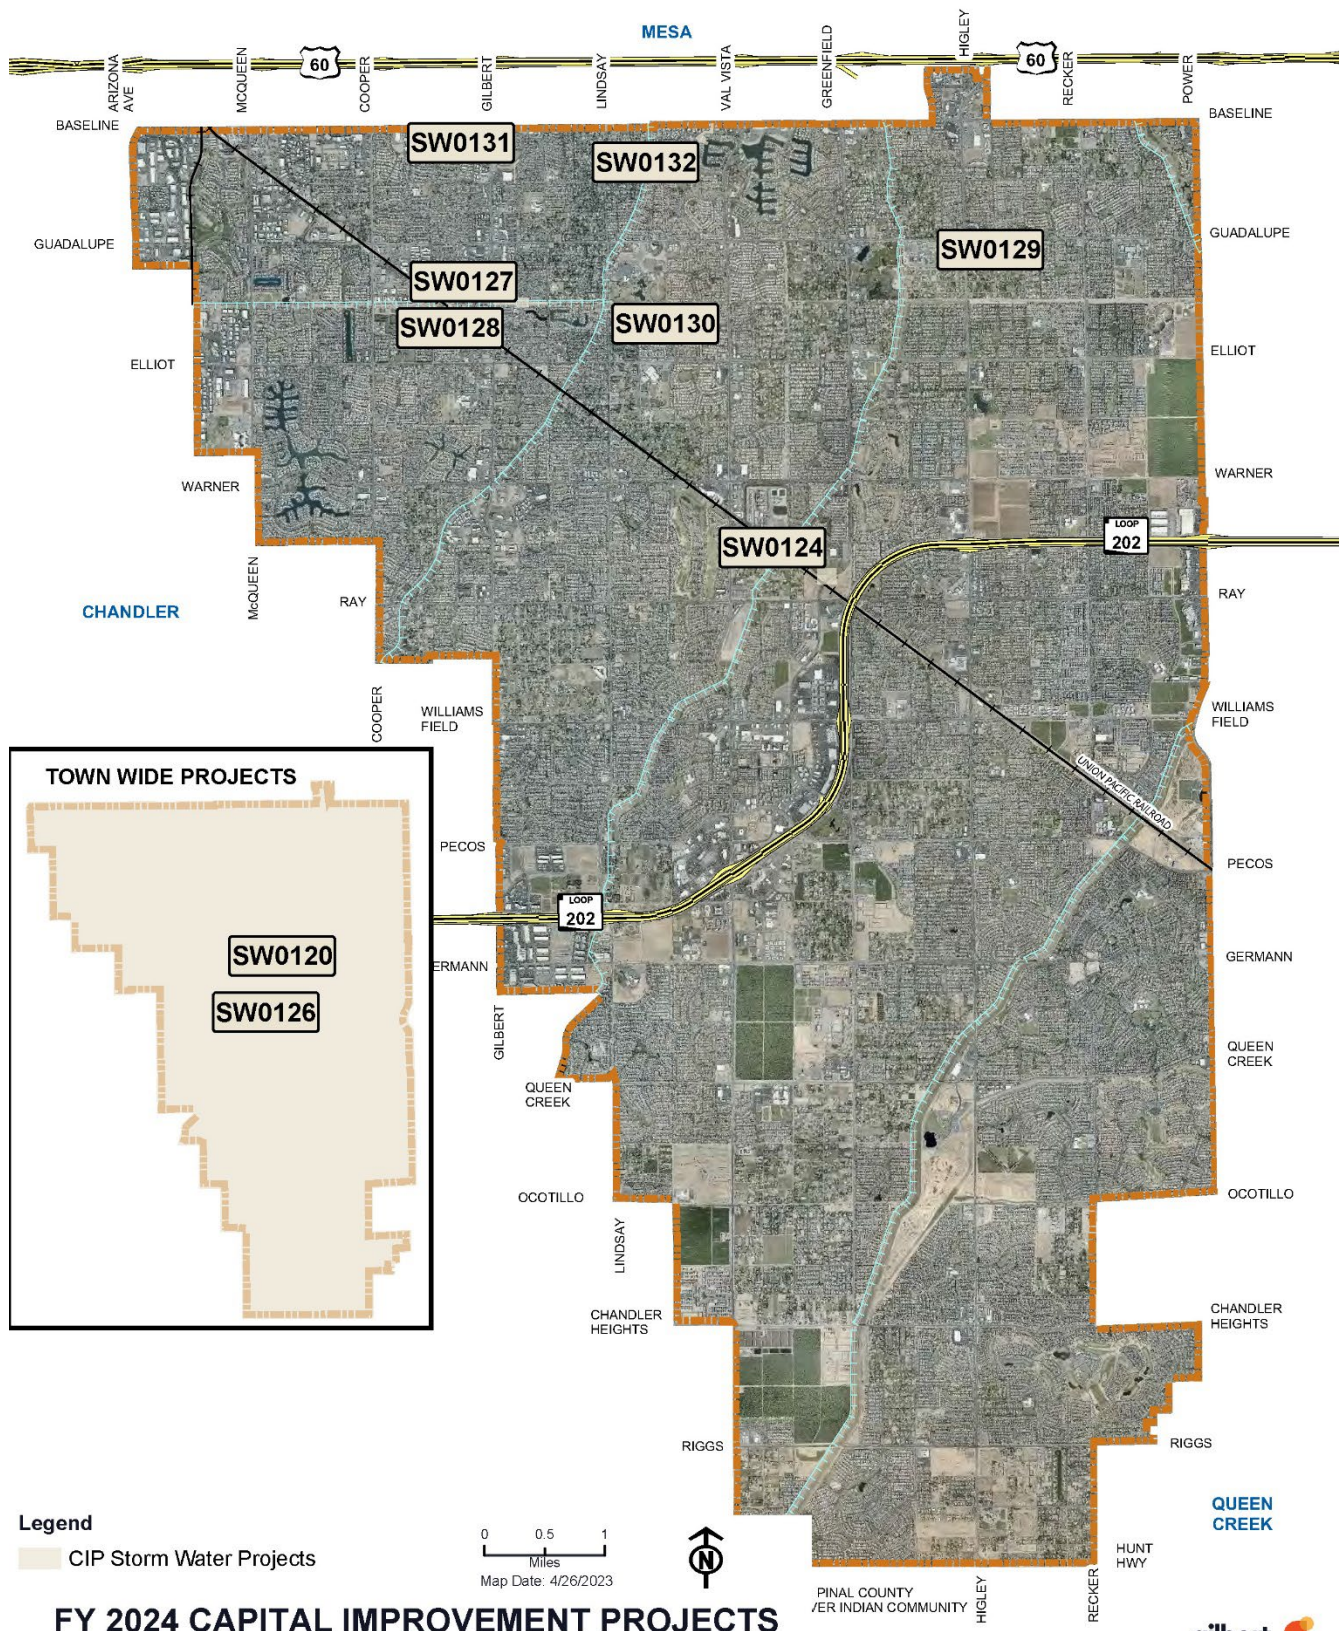 MESA
60
60
ARIZONA
AVE
MCQUEEN
COOPER
GILBERT
LINDSAY
VAL VISTA
GREENFIELD
HIGLEY
RECKER
POWER
BASELINE
BASELINE
SW0131
SW0132
GUADALUPE
SW0129
GUADALUPE
SW0127
SW0128
SW0130
ELLIOT
ELLIOT
WARNER
WARNER
SW0124
LOOP
202
McQUEEN
RAY
RAY
CHANDLER
COOPER
WILLIAMS
FIELD
WILLIAMS
FIELD
UNION PACIFIC RAILROAD
TOWN WIDE PROJECTS
PECOS
PECOS
LOOP
202
SW0120
ERMANN
GERMANN
SW0126
GILBERT
QUEEN
CREEK
QUEEN
CREEK
OCOTILLO
OCOTILLO
LINDSAY
CHANDLER
HEIGHTS
CHANDLER
HEIGHTS
RIGGS
RIGGS
QUEEN
CREEK
Legend
CIP Storm Water Projects
0 0.5 1
Miles
Map Date: 4/26/2023
N
HUNT
HWY
PINAL COUNTY
VER INDIAN COMMUNITY
HIGLEY
RECKER
FY 2024 CAPITAL IMPROVEMENT PROJECTS